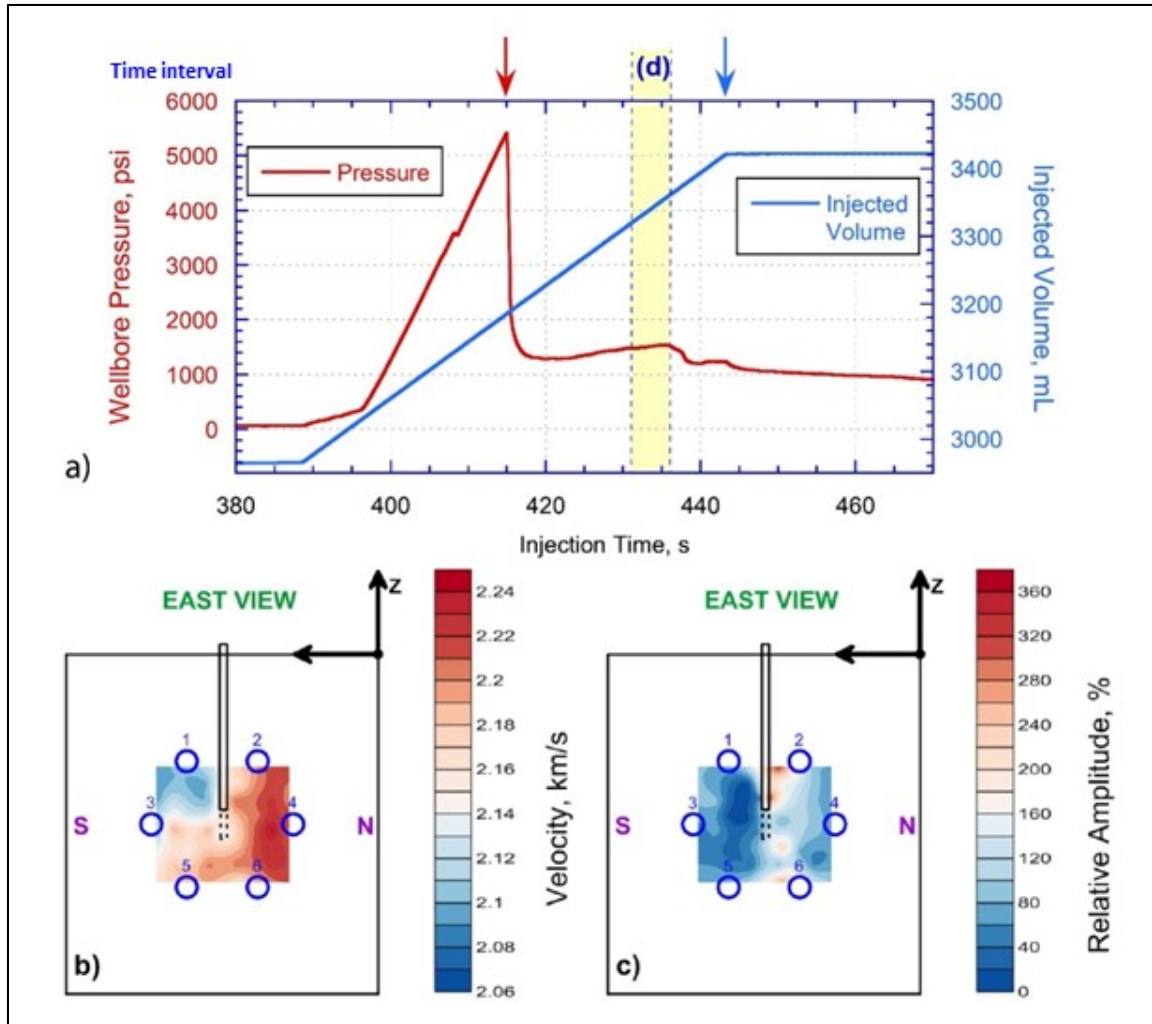 Time interval
(d)
6000
5000
4000
3000
2000
1000
0
Wellbore Pressure, psi
Pressure
Injected
Volume
3500
3400
3300
3200
3100
3000
Injected Volume, mL
a)
380
400
420
440
460
Injection Time, s
EAST VIEW
Z
1
2
3
4
5
6
S
N
b)
2.24
2.22
2.2
2.18
2.16
2.14
2.12
2.1
2.08
2.06
Velocity, km/s
EAST VIEW
Z
1
2
3
4
5
6
S
N
c)
360
320
280
240
200
160
120
80
40
0
Relative Amplitude, %